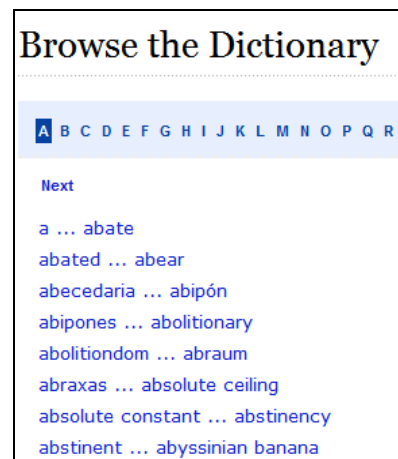 Browse the Dictionary
A B C D E F G H I J K L M N O P Q R
Next
a ... abate
abated ... abear
abecedaria ... abipón
abipones ... abolitionary
abolitiondom ... abraum
abraxas ... absolute ceiling
absolute constant ... abstinency
abstinent ... abyssinian banana